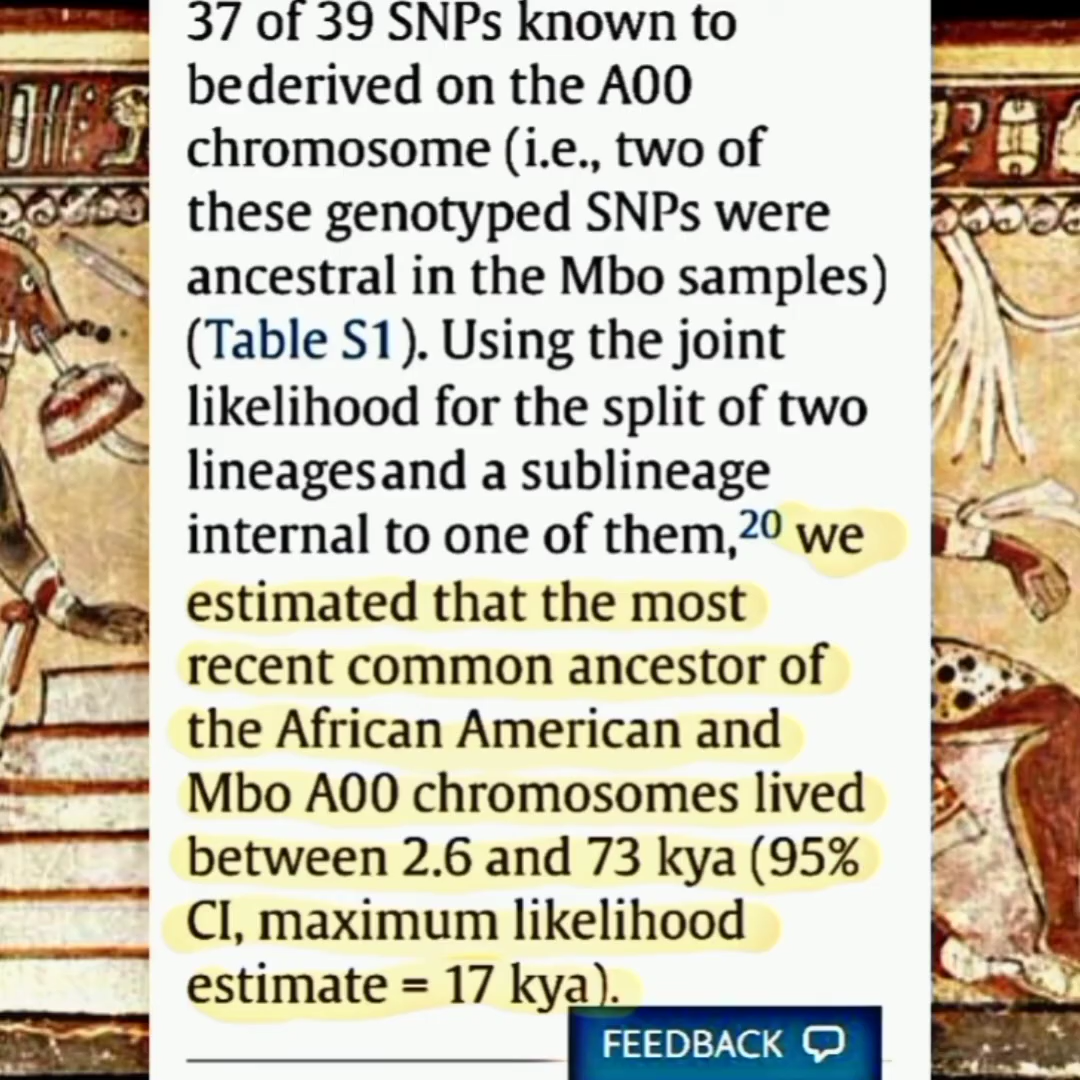 37 of 39 SNPs known to
bederived on the A00
chromosome (i.e., two of
these genotyped SNPs were
ancestral in the Mbo samples)
(Table S1). Using the joint
likelihood for the split of two
lineagesand a sublineage
internal to one of them,20 we
estimated that the most
recent common ancestor of
the African American and
Mbo A00 chromosomes lived
between 2.6 and 73 kya (95%
CI, maximum likelihood
estimate = 17 kya).
FEEDBACK